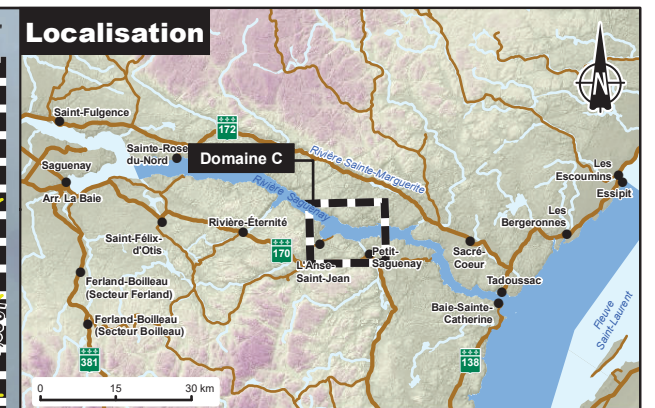 Localisation
Saint-Fulgence
172
Sainte-Rose-
du-Nord
Domaine C
Rivière Sainte-Marguerite
Saguenay
Arr. La Baie
Rivière Saguenay
Les
Escoumins
Essipit
Les
Bergeronnes
Rivière-Éternité
Saint-Félix-
d'Otis
170
L'Anse-
Saint-Jean
Petit-
Saguenay
Sacré-
Coeur
Ferland-Boilleau
(Secteur Ferland)
Tadoussac
Baie-Sainte-
Catherine
Fleuve
Saint-Laurent
Ferland-Boilleau
(Secteur Boilleau)
381
138
0 15 30 km
N